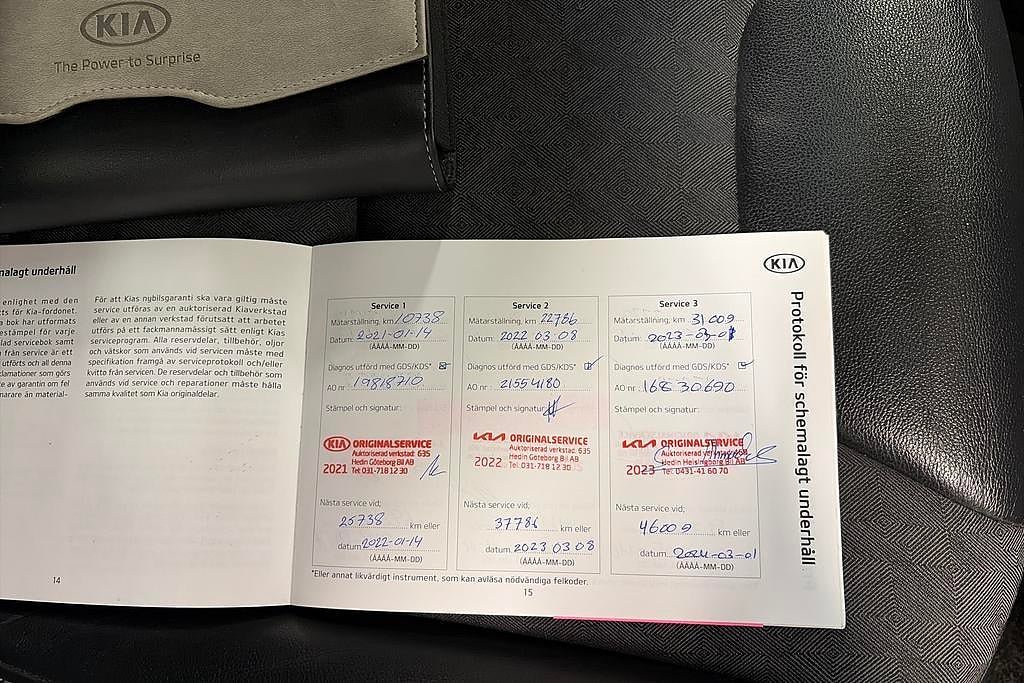 KIA
The Power to Surprise
malagt underhåll
enlighet med den
ts för Kia-fordonet.
bok har utformats
estämpel för varje
lad servicebok samt
från service är ett
utförts och all denna
klamationer som görs
te av garantin om fel
narare än material-
För att Kias nybilsgaranti ska vara giltig måste
service utföras av en auktoriserad Kiaverkstad
eller av en annan verkstad förutsatt att arbetet
utförs på ett fackmannamässigt sätt enligt Kias
serviceprogram. Alla reservdelar, tillbehör, oljor
och vätskor som används vid servicen måste med
specifikation framgå av serviceprotokoll och/eller
kvitto från servicen. De reservdelar och tillbehör som
används vid service och reparationer måste hålla
samma kvalitet som Kia originaldelar.
14
KIA
Protokoll för schemalagt underhåll
Service 1
Mätarställning, km 10738
Datum: 2021-01-14
(ÅÅÅÅ-MM-DD)
Diagnos utförd med GDS/KDS*
AO nr: 19818710
Stämpel och signatur:
KIA ORIGINALSERVICE
Auktoriserad verkstad: 635
Hedin Göteborg Bil AB
2021 Tel: 031-718 12 30
Nästa service vid;
25738 km eller
datum 2022-01-14
(ÅÅÅÅ-MM-DD)
Service 2
Mätarställning, km 22786
Datum: 2022 03 08
(ÅÅÅÅ-MM-DD)
Diagnos utförd med GDS/KDS*
AO nr: 21554180
Stämpel och signatur:
KIA ORIGINALSERVICE
Auktoriserad verkstad: 635
Hedin Göteborg Bil AB
2022 Tel: 031-718 12 30
Nästa service vid;
37786 km eller
datum 2023 03 08
(ÅÅÅÅ-MM-DD)
Service 3
Mätarställning, km 31009
Datum: 2023-03-01
(ÅÅÅÅ-MM-DD)
Diagnos utförd med GDS/KDS*
AO nr: 16830690
Stämpel och signatur:
KIA ORIGINALSERVICE
Auktoriserad
Hedin Helsingborg Bil AB
2023 Tel: 0431-41 60 70
Nästa service vid;
46009 km eller
datum 2024-03-01
(ÅÅÅÅ-MM-DD)
*Eller annat likvärdigt instrument, som kan avläsa nödvändiga felkoder.
15